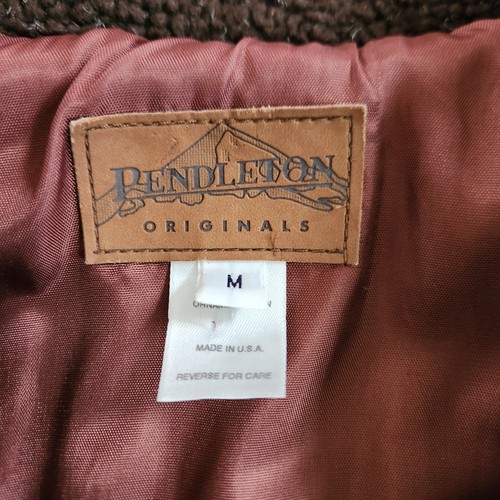 PENDLETON
ORIGINALS
M
MADE IN U.S.A.
REVERSE FOR CARE